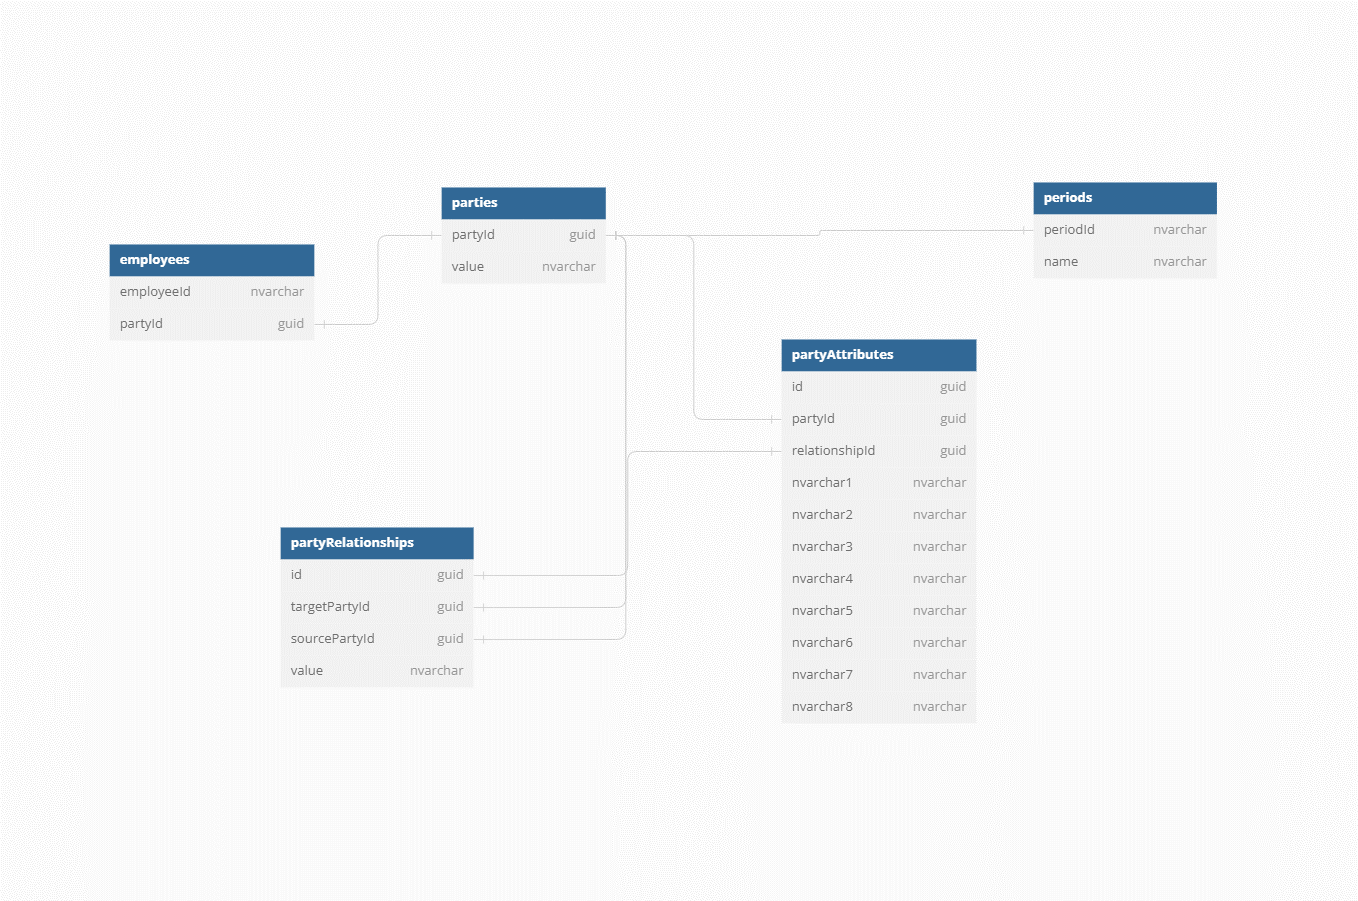 employees
employeeId nvarchar
partyId guid
parties
partyId guid
value nvarchar
periods
periodId nvarchar
name nvarchar
partyAttributes
id guid
partyId guid
relationshipId guid
nvarchar1 nvarchar
nvarchar2 nvarchar
nvarchar3 nvarchar
nvarchar4 nvarchar
nvarchar5 nvarchar
nvarchar6 nvarchar
nvarchar7 nvarchar
nvarchar8 nvarchar
partyRelationships
id guid
targetPartyId guid
sourcePartyId guid
value nvarchar